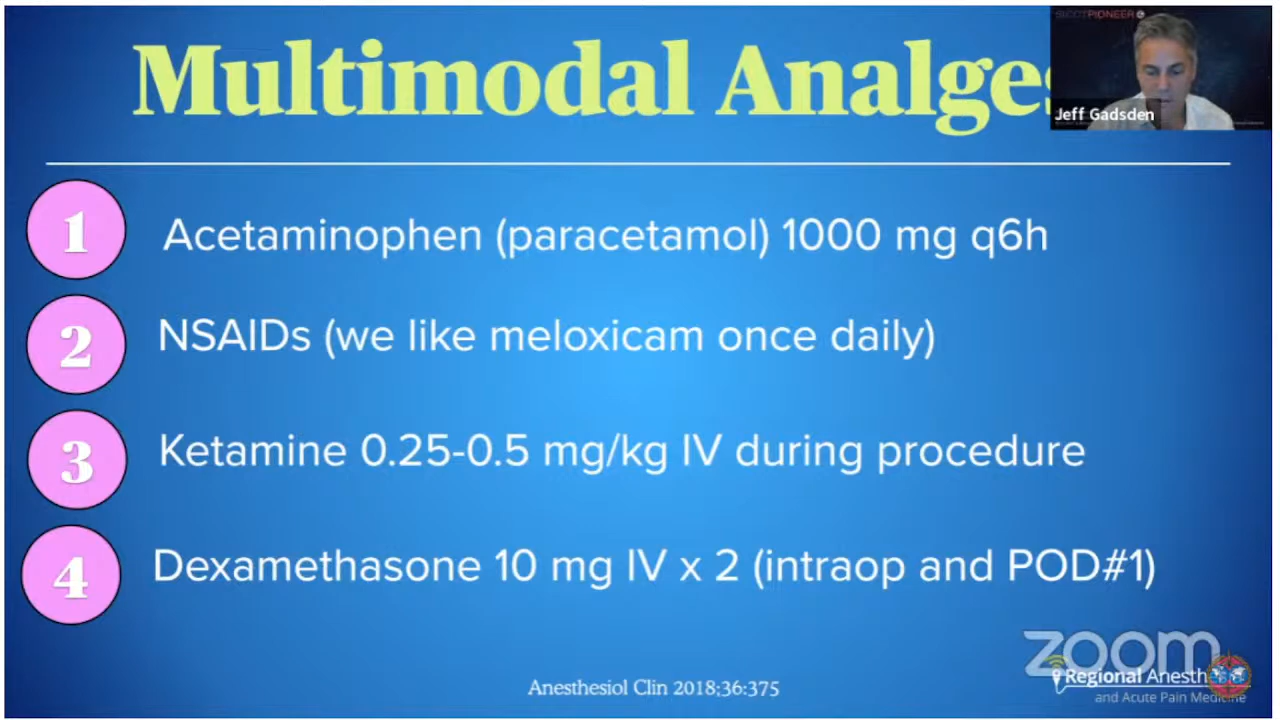 SICOTPIONEER
Multimodal Analges
Jeff Gadsden
1 Acetaminophen (paracetamol) 1000 mg q6h
2 NSAIDs (we like meloxicam once daily)
3 Ketamine 0.25-0.5 mg/kg IV during procedure
4 Dexamethasone 10 mg IV x 2 (intraop and POD#1)
zoom
Regional Anesth
and Acute Pain Medicine
Anesthesiol Clin 2018;36:375